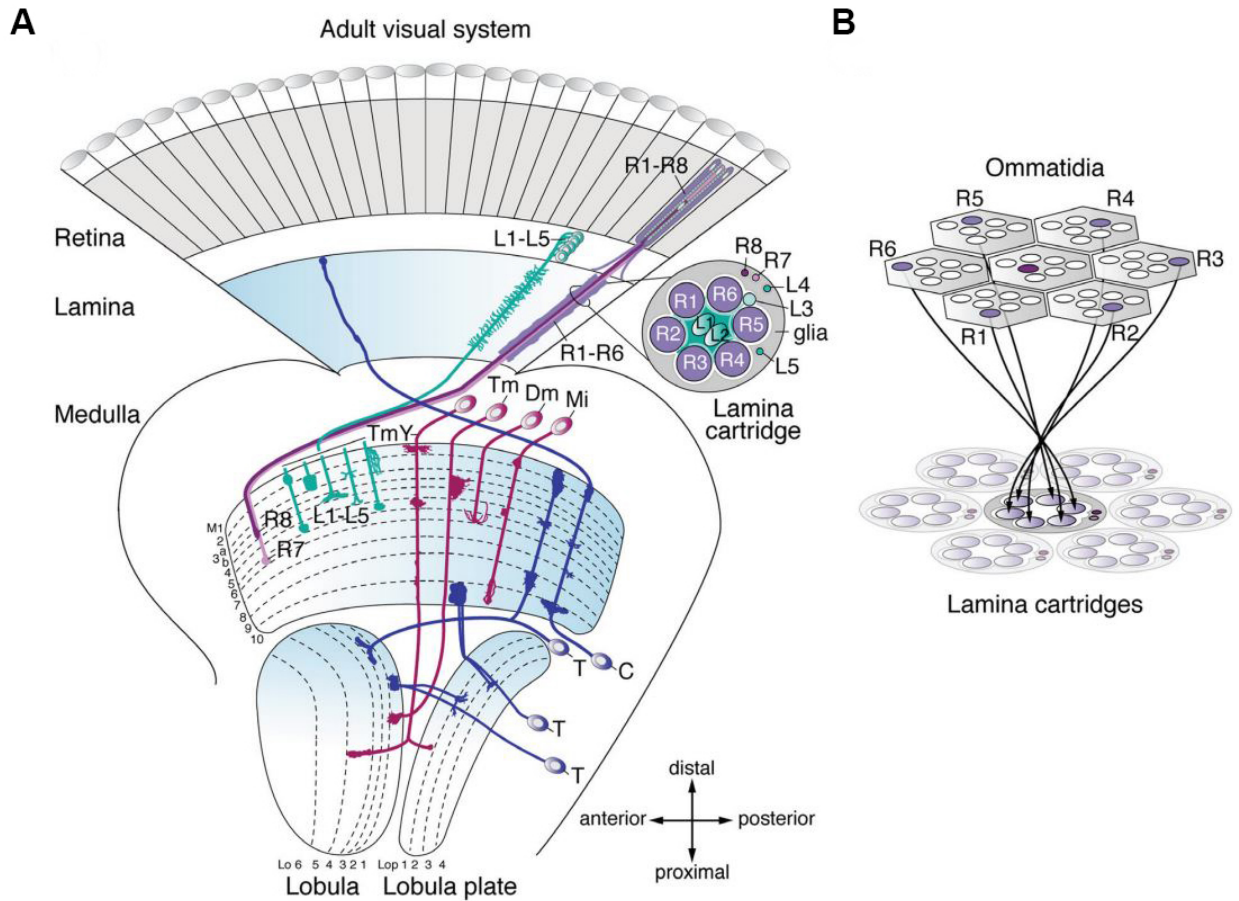 A
Adult visual system
R1-R8
Retina
L1-L5
Lamina
R1-R6
R8
R7
L4
L3
glia
L5
R1
R6
R2
R5
R3
R4
L1
L2
Lamina
cartridge
Medulla
Tm
Dm
Mi
TmY
R8
L1-L5
R7
M1
2
a
3
b
4
5
6
7
8
9
10
T
C
T
T
distal
anterior
posterior
proximal
Lo 6 5 4 3 2 1
Lop 1 2 3 4
Lobula
Lobula plate
B
Ommatidia
R5
R4
R6
R3
R1
R2
Lamina cartridges